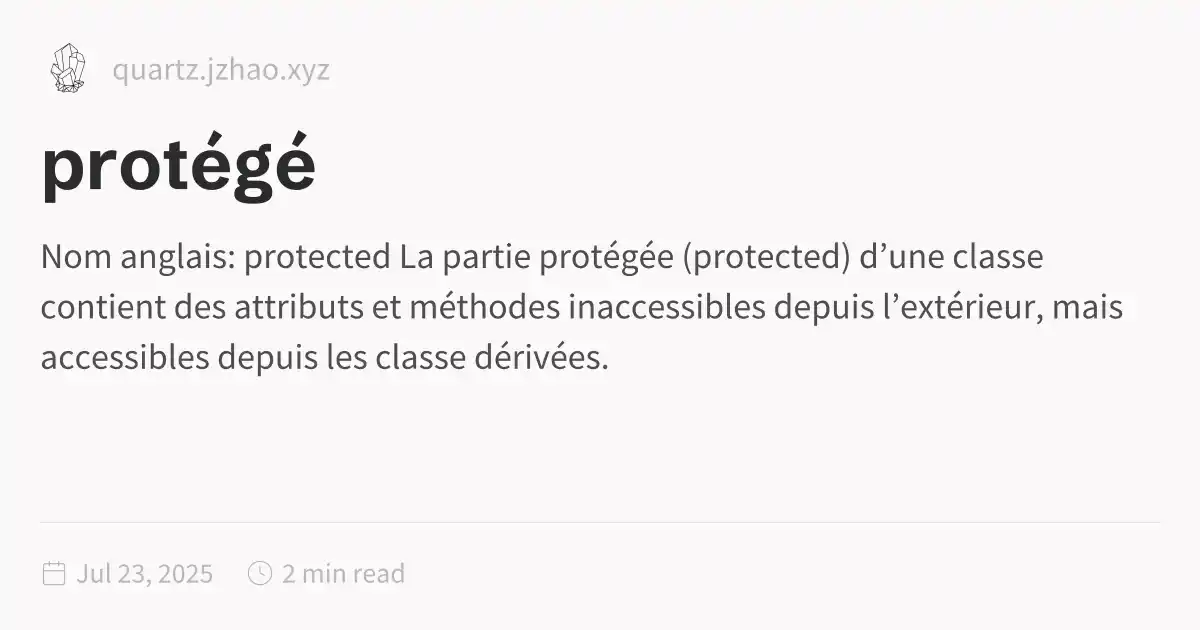 quartz.jzhao.xyz
protégé
Nom anglais: protected La partie protégée (protected) d’une classe
contient des attributs et méthodes inaccessibles depuis l’extérieur, mais
accessibles depuis les classe dérivées.
Jul 23, 2025 2 min read